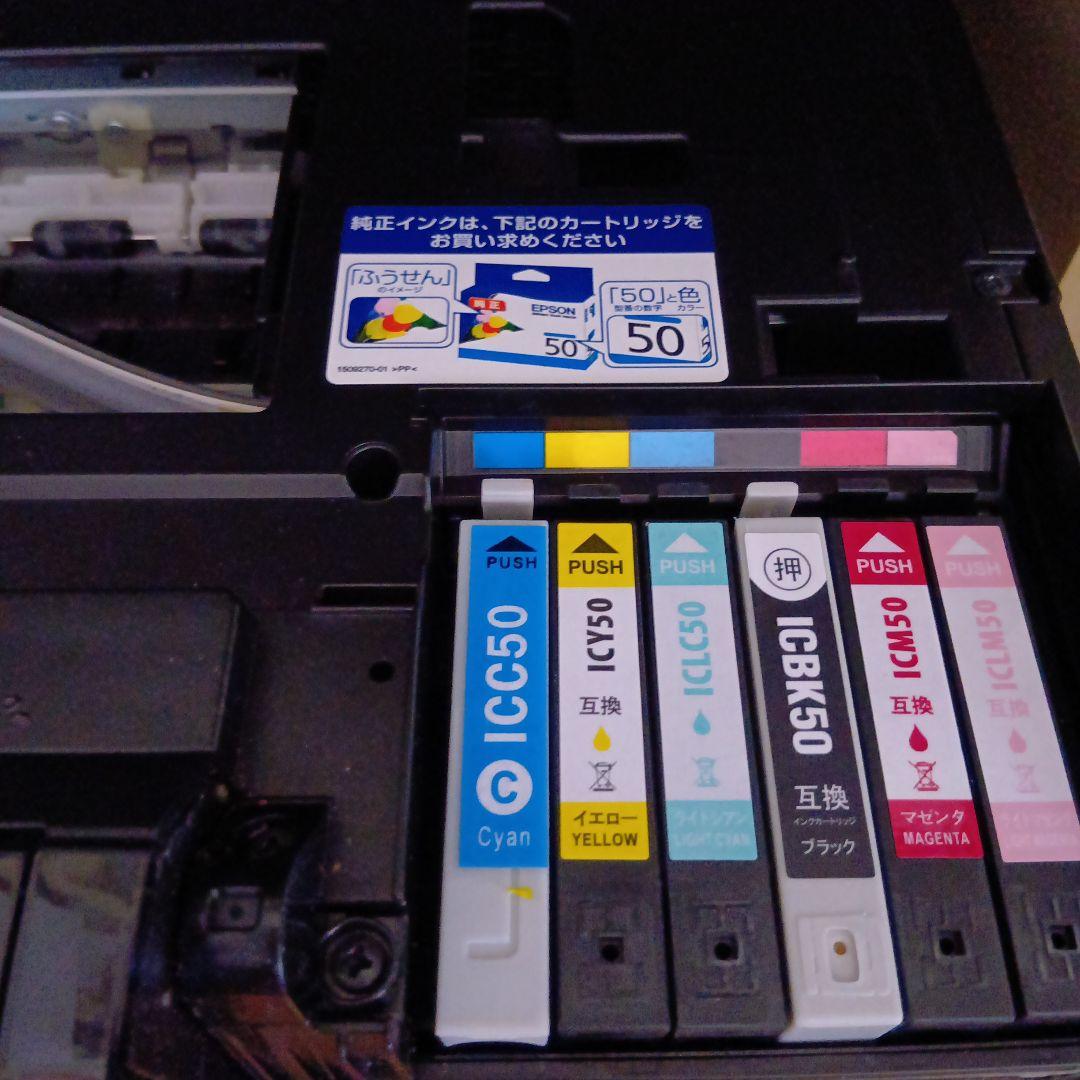 純正インクは、下記のカートリッジを
お買い求めください
「ふうせん」
のイメージ
純正
EPSON
50
「50」と色
型番の数字 カラー
50
1509270-01 >PP<
PUSH
ICC50
C
Cyan
PUSH
ICY50
互換
イエロー
YELLOW
PUSH
ICLC50
ライトシアン
LIGHT CYAN
押
ICBK50
互換
インクカートリッジ
ブラック
PUSH
ICM50
互換
マゼンタ
MAGENTA
PUSH
ICLM50
互換